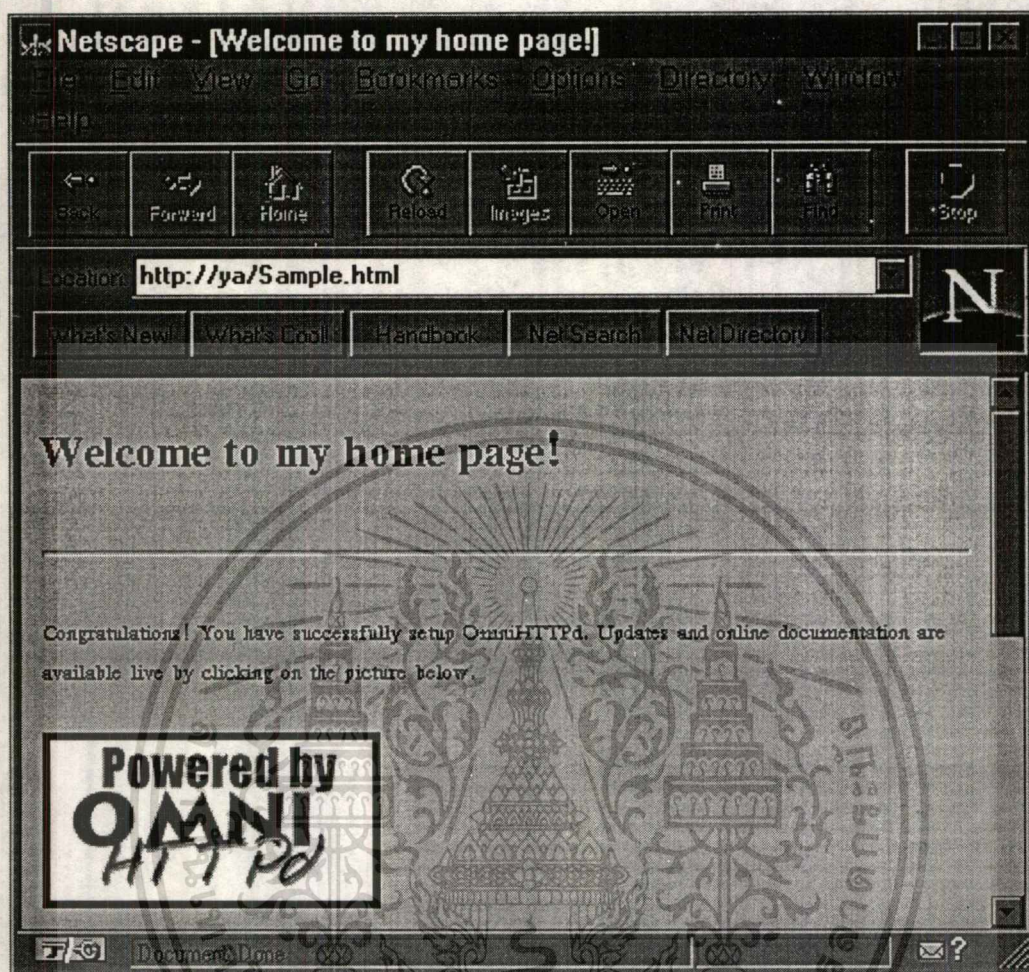 Netscape - [Welcome to my home page!]
File Edit View Go Bookmarks Options Directory Window
Help
Back Forward Home Reload Images Open Print Find Stop
Location: http://ya/Sample.html
What's New! What's Cool! Handbook Net Search Net Directory
N
Welcome to my home page!
Congratulations! You have successfully setup OmniHTTPd. Updates and online documentation are
available live by clicking on the picture below.
Powered by
OMNI
HTTPd
Document: Done